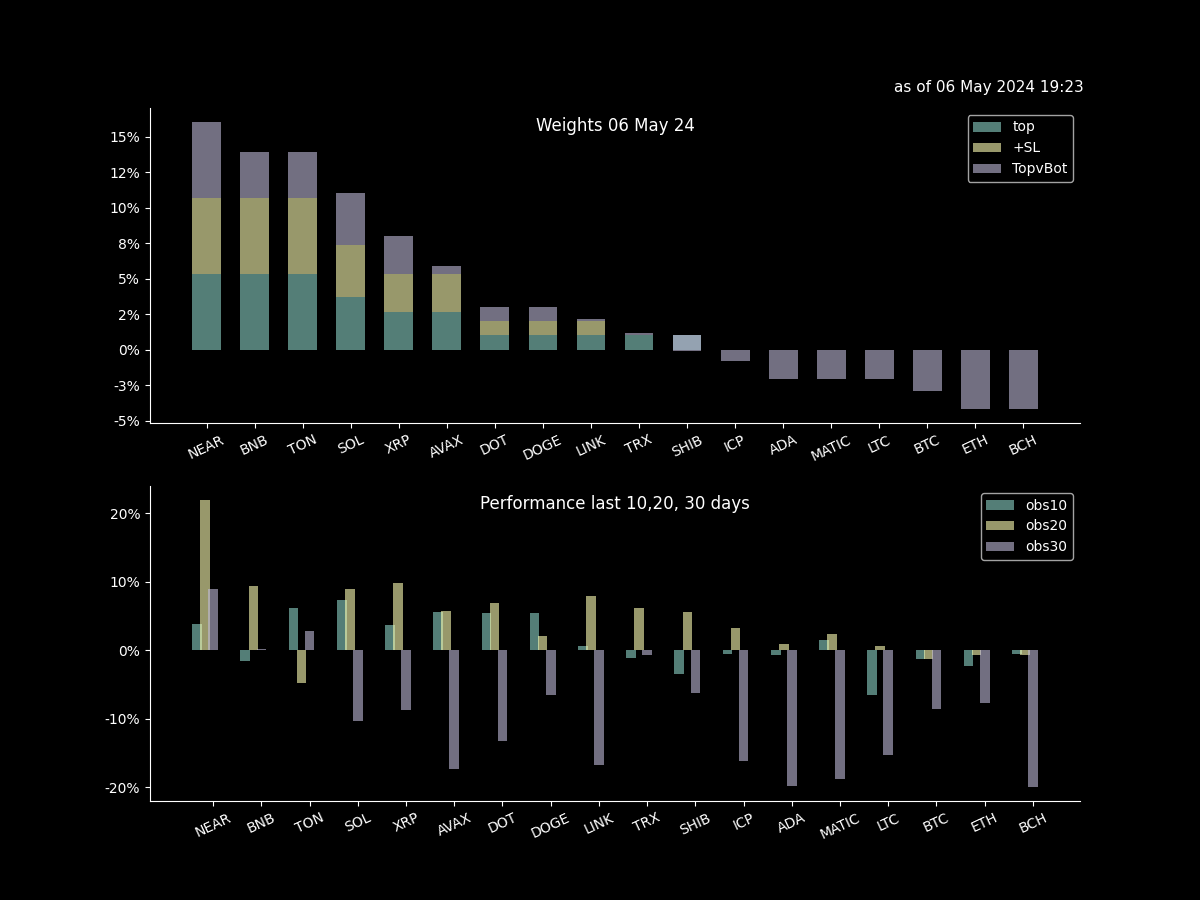 as of 06 May 2024 19:23
Weights 06 May 24
top
+SL
TopvBot
15%
12%
10%
8%
5%
2%
0%
-3%
-5%
NEAR BNB TON SOL XRP AVAX DOT DOGE LINK TRX SHIB ICP ADA MATIC LTC BTC ETH BCH
Performance last 10,20, 30 days
obs10
obs20
obs30
20%
10%
0%
-10%
-20%
NEAR BNB TON SOL XRP AVAX DOT DOGE LINK TRX SHIB ICP ADA MATIC LTC BTC ETH BCH